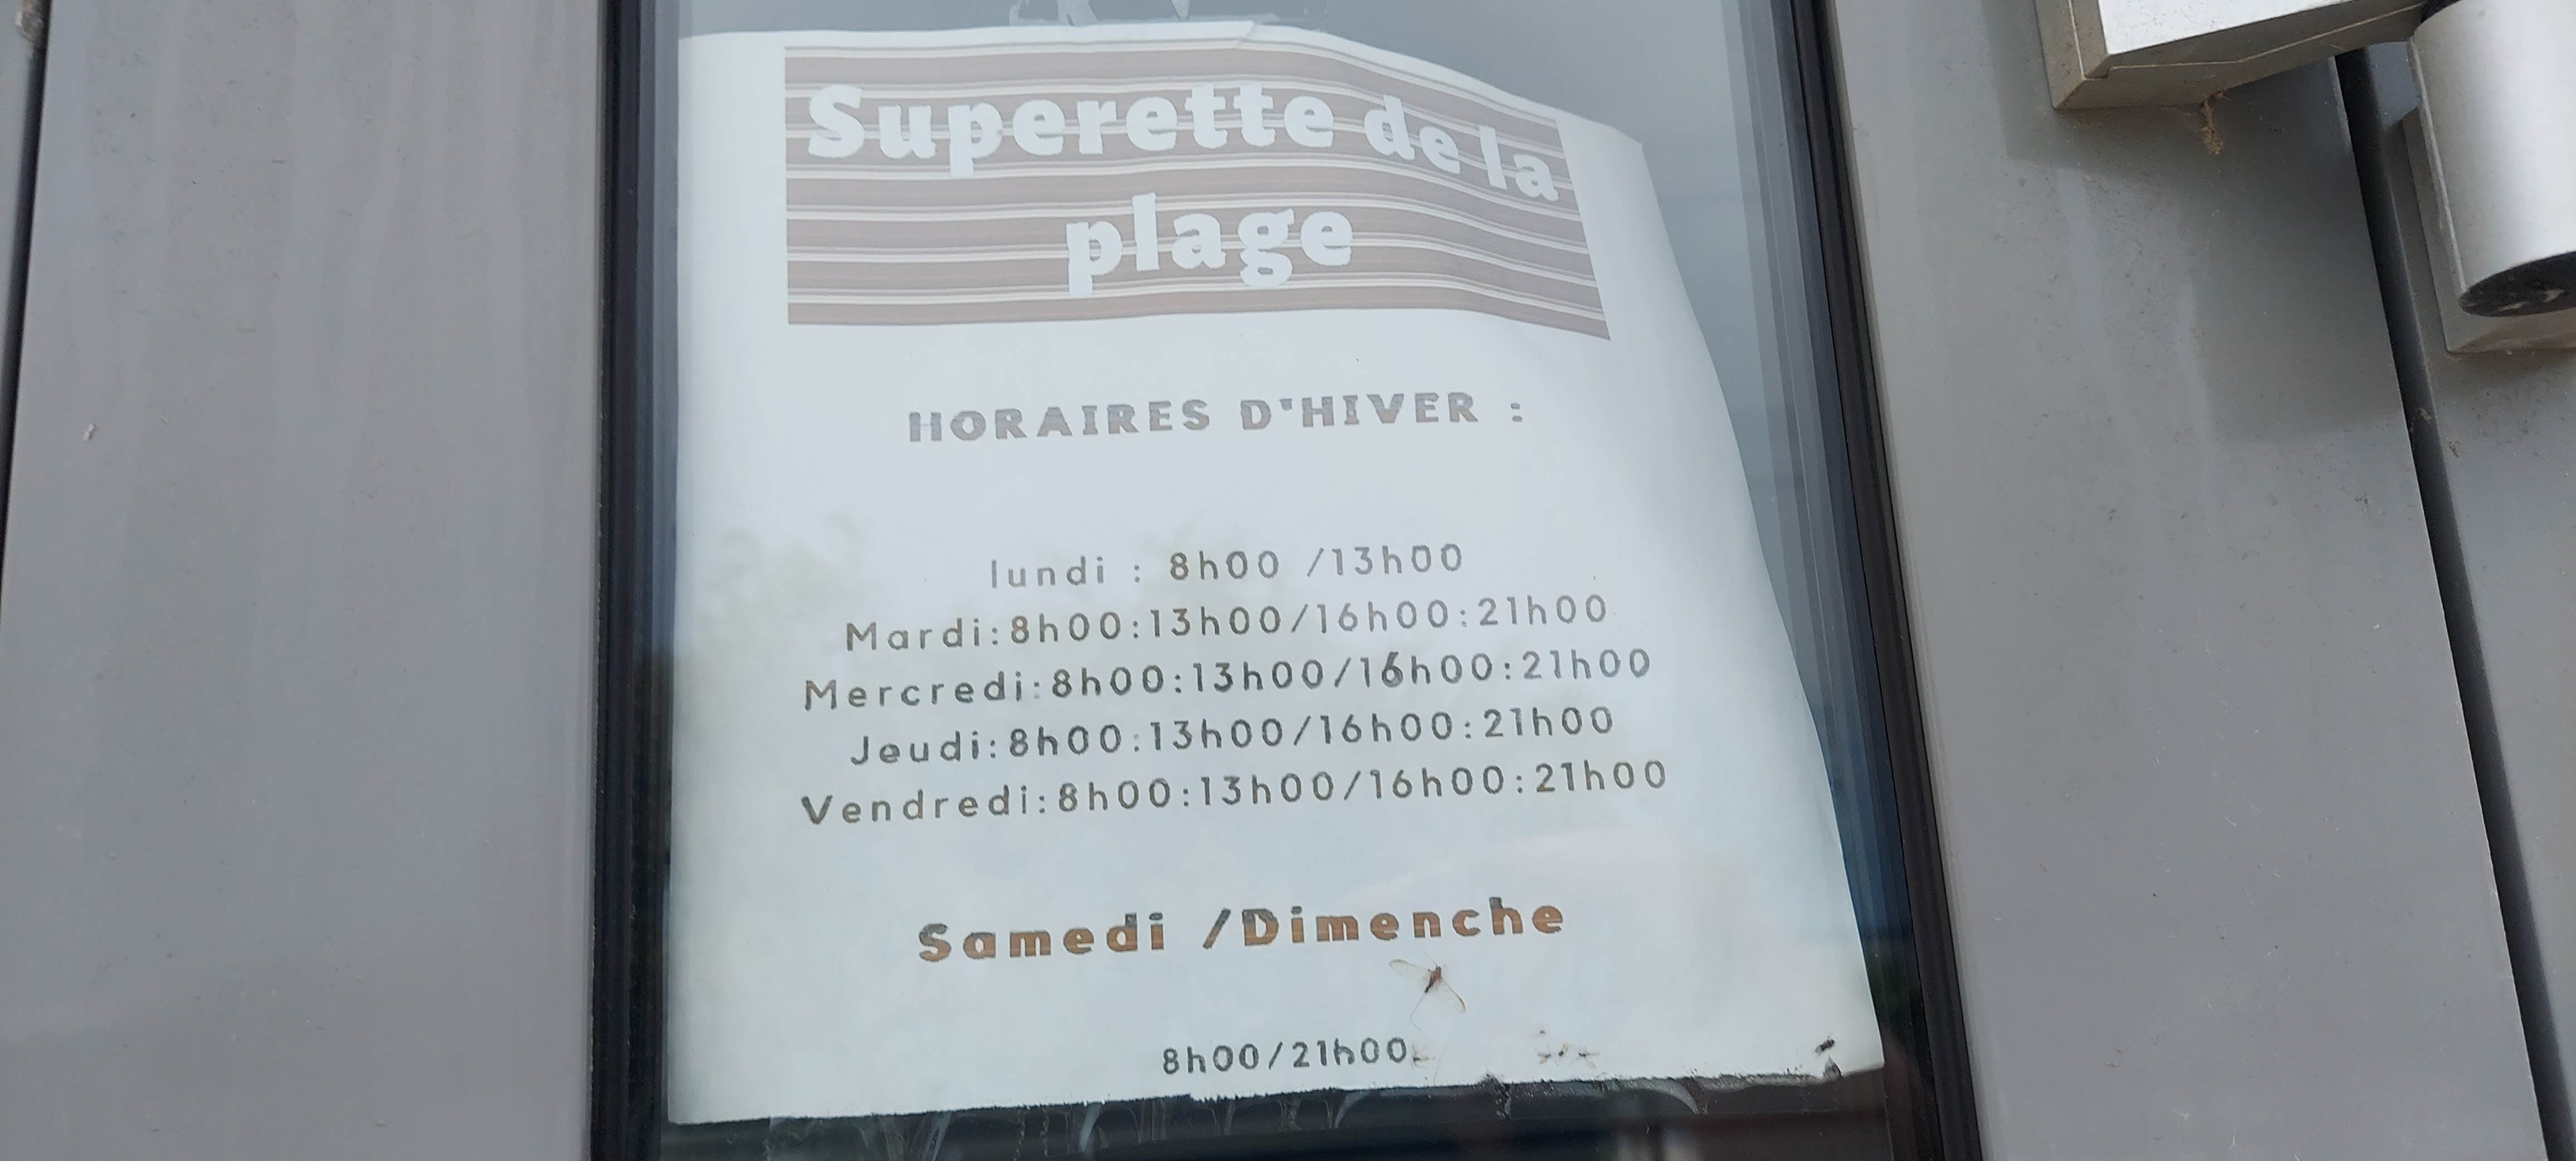 Superette de la
plage
HORAIRES D'HIVER :
lundi : 8h00 /13h00
Mardi:8h00:13h00/16h00:21h00
Mercredi:8h00:13h00/16h00:21h00
Jeudi:8h00:13h00/16h00:21h00
Vendredi:8h00:13h00/16h00:21h00
Samedi /Dimenche
8h00/21h00